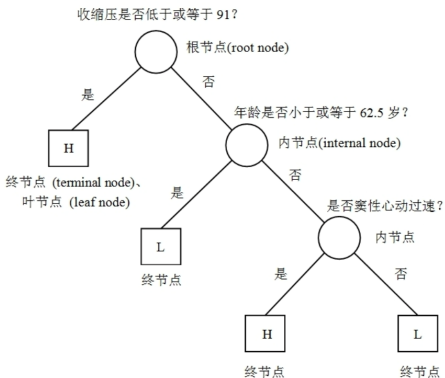 收缩压是否低于或等于 91？
根节点(root node)
是
否
年龄是否小于或等于 62.5 岁？
H
内节点(internal node)
终节点 (terminal node)、
叶节点 (leaf node)
是
否
是否窦性心动过速？
L
内节点
终节点
是
否
H
L
终节点
终节点